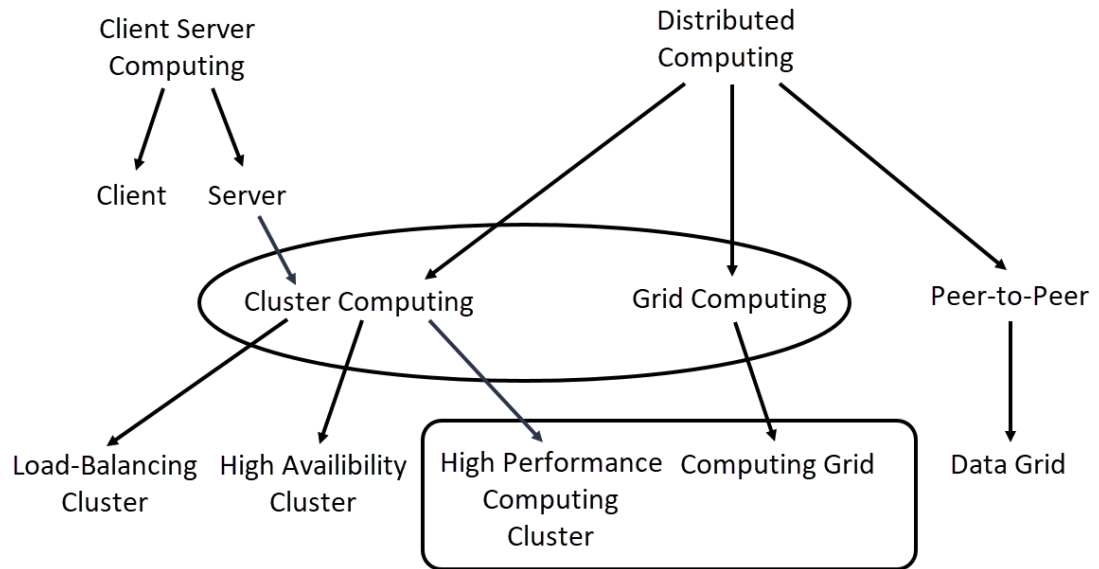 Client Server
Computing
Distributed
Computing
Client
Server
Cluster Computing
Grid Computing
Peer-to-Peer
Load-Balancing
Cluster
High Availibility
Cluster
High Performance
Computing
Cluster
Computing Grid
Data Grid